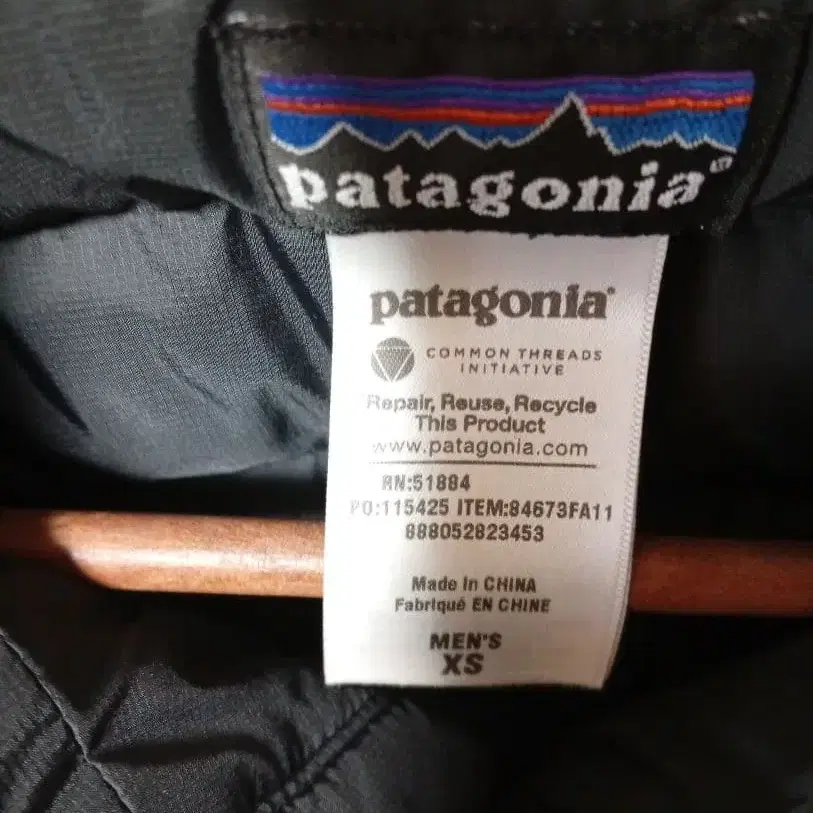 patagonia®
patagonia®
COMMON THREADS
INITIATIVE
Repair, Reuse, Recycle
This Product
www.patagonia.com
RN:51884
PO:115425 ITEM:84673FA11
888052823453
Made in CHINA
Fabriqué EN CHINE
MEN'S
XS